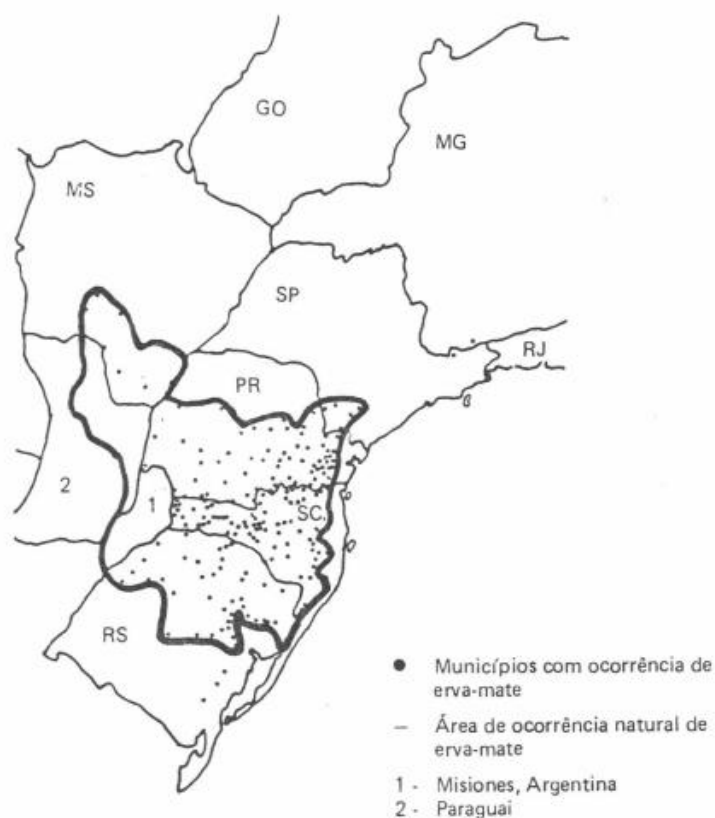 GO
MG
MS
SP
RJ
PR
2
1
SC
RS
● Municípios com ocorrência de
erva-mate
– Área de ocorrência natural de
erva-mate
1 - Misiones, Argentina
2 - Paraguai